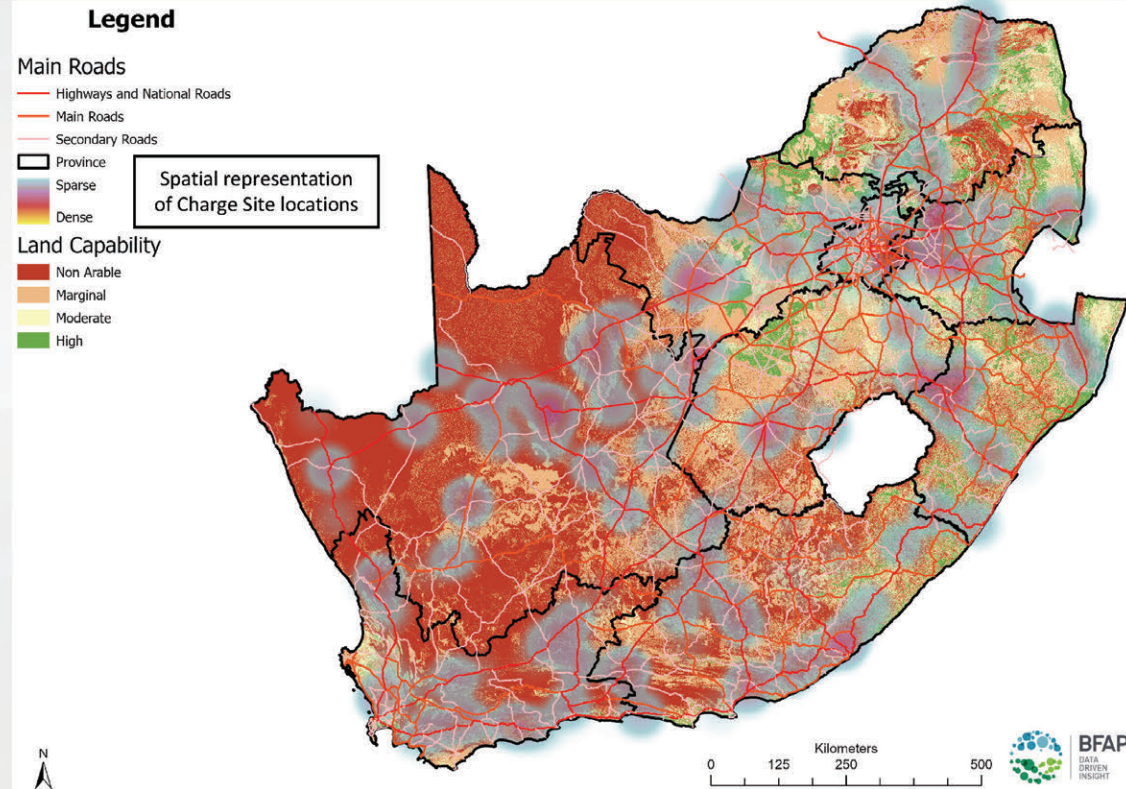 Legend
Main Roads
Highways and National Roads
Main Roads
Secondary Roads
Province
Sparse
Dense
Spatial representation
of Charge Site locations
Land Capability
Non Arable
Marginal
Moderate
High
N
Kilometers
0 125 250 500
BFAP
DATA
DRIVEN
INSIGHT